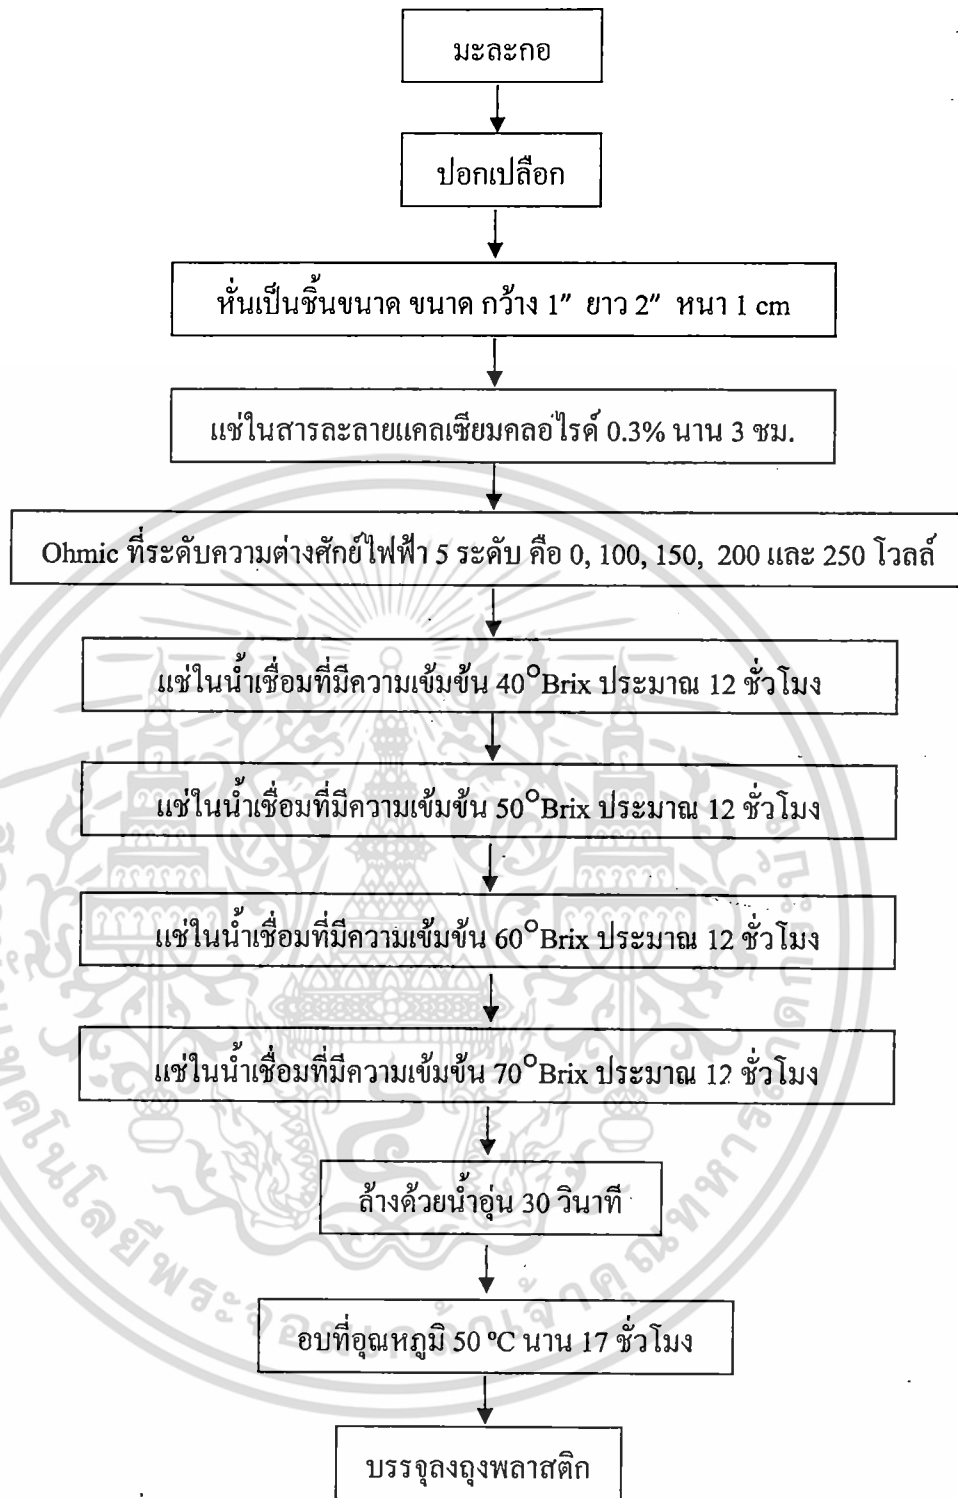 มะละกอ
ปอกเปลือก
หั่นเป็นชิ้นขนาด ขนาด กว้าง 1" ยาว 2" หนา 1 cm
แช่ในสารละลายแคลเซียมคลอไรด์ 0.3% นาน 3 ชม.
Ohmic ที่ระดับความต่างศักย์ไฟฟ้า 5 ระดับ คือ 0, 100, 150, 200 และ 250 โวลล์
แช่ในน้ำเชื่อมที่มีความเข้มข้น 40°Brix ประมาณ 12 ชั่วโมง
แช่ในน้ำเชื่อมที่มีความเข้มข้น 50°Brix ประมาณ 12 ชั่วโมง
แช่ในน้ำเชื่อมที่มีความเข้มข้น 60°Brix ประมาณ 12 ชั่วโมง
แช่ในน้ำเชื่อมที่มีความเข้มข้น 70°Brix ประมาณ 12 ชั่วโมง
ล้างด้วยน้ำอุ่น 30 วินาที
อบที่อุณหภูมิ 50 °C นาน 17 ชั่วโมง
บรรจุลงถุงพลาสติก